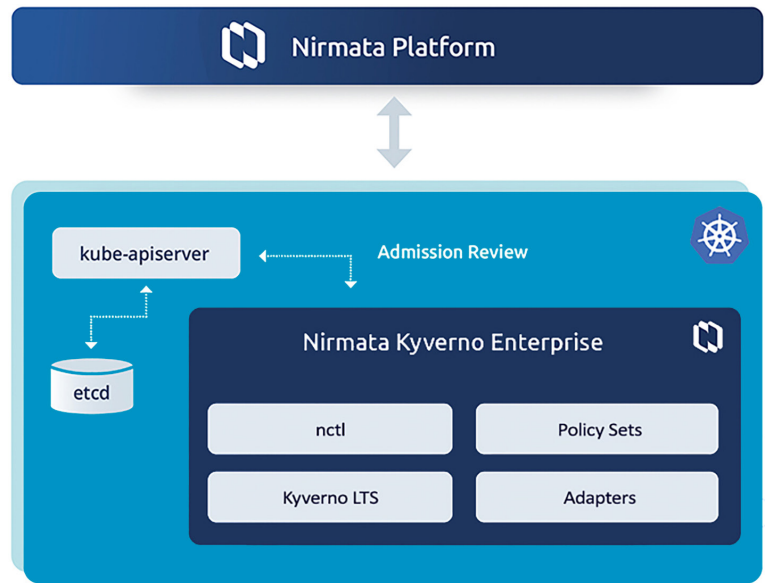 Nirmata Platform
kube-apiserver
Admission Review
Nirmata Kyverno Enterprise
etcd
nctl
Policy Sets
Kyverno LTS
Adapters